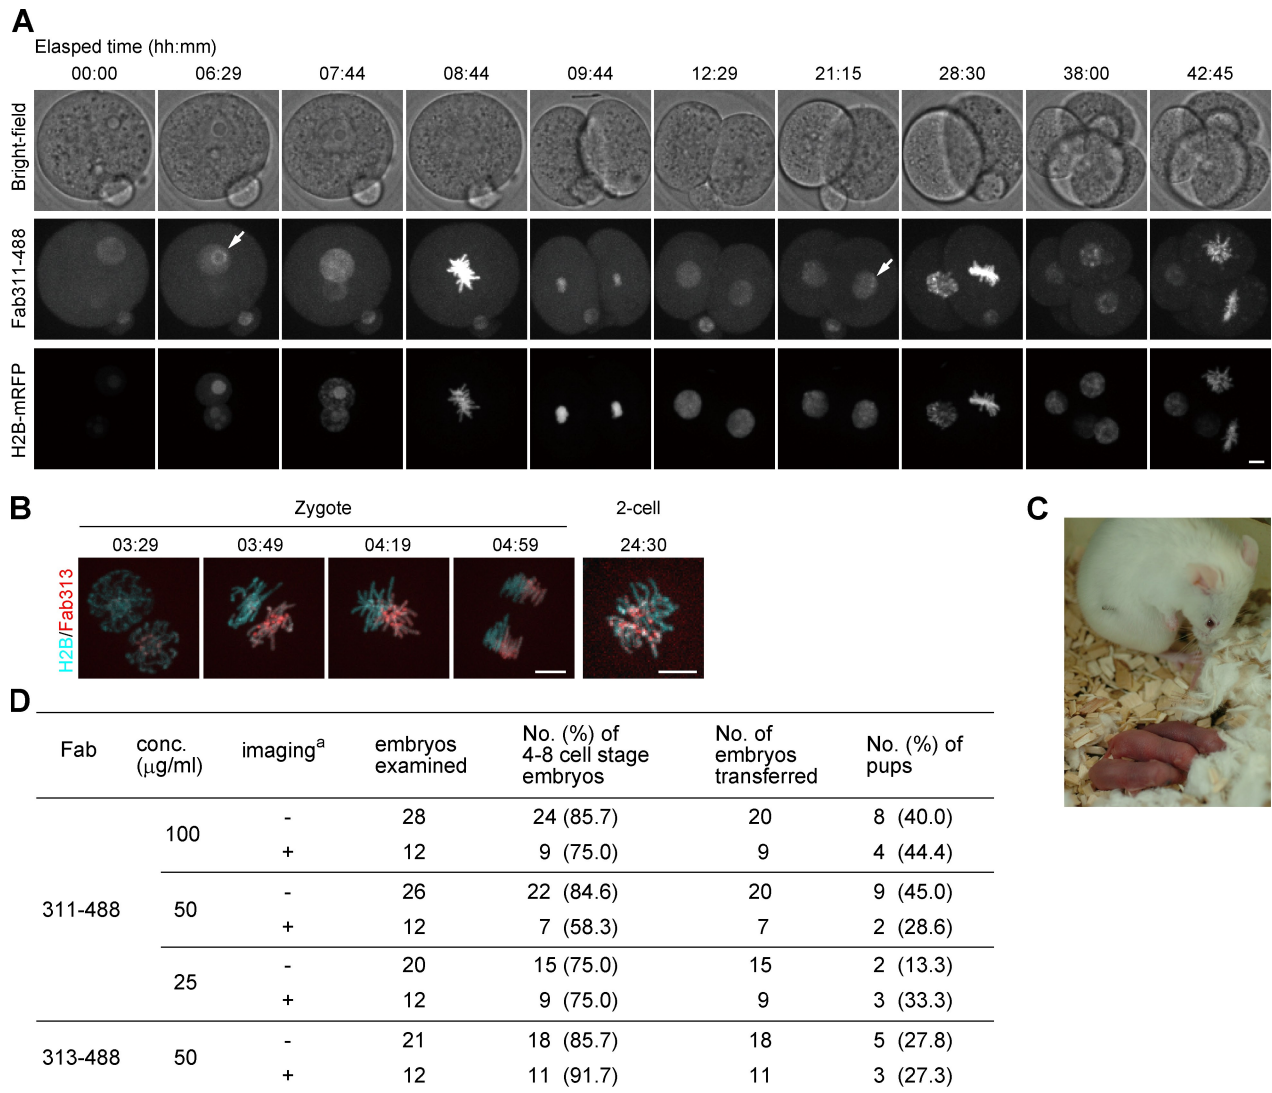 A
Elasped time (hh:mm)
00:00 06:29 07:44 08:44 09:44 12:29 21:15 28:30 38:00 42:45
Bright-field
Fab311-488
H2B-mRFP
B
Zygote 2-cell
03:29 03:49 04:19 04:59 24:30
H2B/Fab313
C
D
Fab conc. (μg/ml) imaginga embryos examined No. (%) of 4-8 cell stage embryos No. of embryos transferred No. (%) of pups
311-488 100 - 28 24 (85.7) 20 8 (40.0)
+ 12 9 (75.0) 9 4 (44.4)
50 - 26 22 (84.6) 20 9 (45.0)
+ 12 7 (58.3) 7 2 (28.6)
25 - 20 15 (75.0) 15 2 (13.3)
+ 12 9 (75.0) 9 3 (33.3)
313-488 50 - 21 18 (85.7) 18 5 (27.8)
+ 12 11 (91.7) 11 3 (27.3)